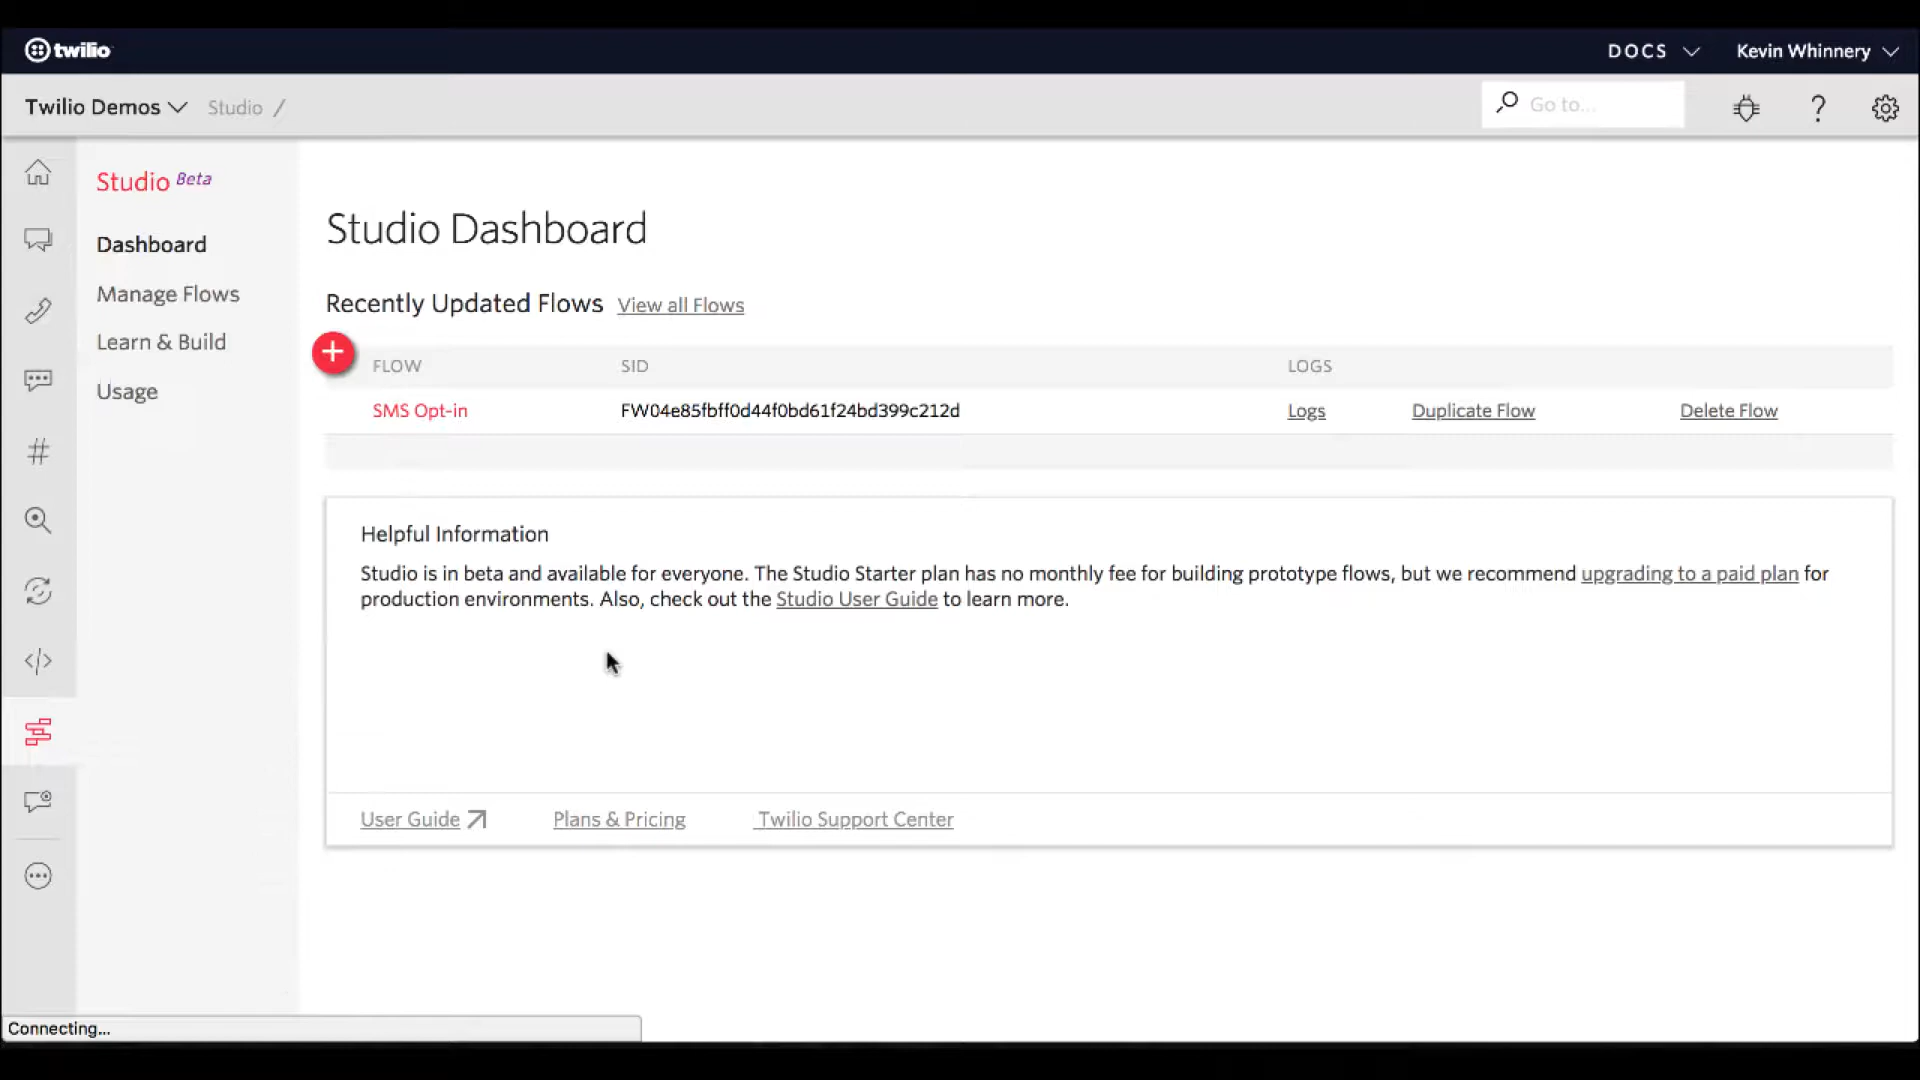 twilio
DOCS
Kevin Whinnery
Twilio Demos
Studio /
Go to...
?
Studio Beta
Dashboard
Manage Flows
Learn & Build
Usage
#
</>
Studio Dashboard
Recently Updated Flows View all Flows
+
FLOW SID LOGS
SMS Opt-in FW04e85fbff0d44f0bd61f24bd399c212d Logs Duplicate Flow Delete Flow
Helpful Information
Studio is in beta and available for everyone. The Studio Starter plan has no monthly fee for building prototype flows, but we recommend upgrading to a paid plan for
production environments. Also, check out the Studio User Guide to learn more.
User Guide Plans & Pricing Twilio Support Center
Connecting...